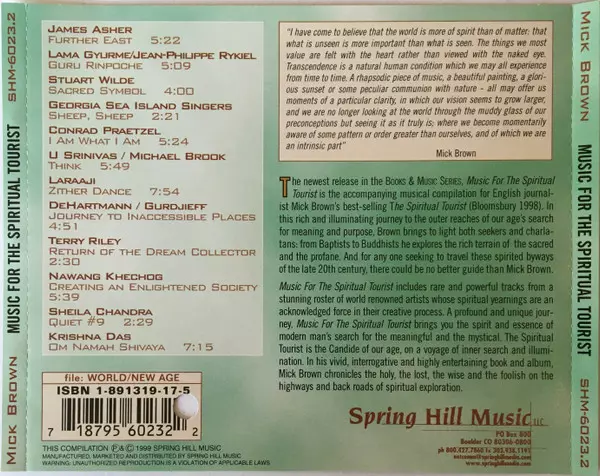 Mick Brown MUSIC FOR THE SPIRITUAL TOURIST SHM-6023.2
James Asher
Further East 5:22
Lama Gyurme/Jean-Philippe Rykiel
Guru Rinpoche 5:09
Stuart Wilde
Sacred Symbol 4:00
Georgia Sea Island Singers
Sheep, Sheep 2:21
Conrad Praetzel
I Am What I Am 5:24
U Srinivas / Michael Brook
Think 5:49
Laraaji
Zither Dance 7:54
DeHartmann / Gurdjieff
Journey to Inaccessible Places
4:51
Terry Riley
Return of the Dream Collector
2:30
Nawang Khechog
Creating an Enlightened Society
5:39
Sheila Chandra
Quiet #9 2:29
Krishna Das
Om Namah Shivaya 7:15
file: WORLD/NEW AGE
ISBN 1-891319-17-5
7 18795 60232 2
THIS COMPILATION ℗ & © 1999 SPRING HILL MUSIC
MANUFACTURED, MARKETED AND DISTRIBUTED BY SPRING HILL MUSIC
WARNING: UNAUTHORIZED REPRODUCTION IS A VIOLATION OF APPLICABLE LAWS
"I have come to believe that the world is more of spirit than of matter: that
what is unseen is more important than what is seen. The things we most
value are felt with the heart rather than viewed with the naked eye.
Transcendence is a natural human condition which we may all experience
from time to time. A rhapsodic piece of music, a beautiful painting, a glori-
ous sunset or some peculiar communion with nature - all may offer us
moments of a particular clarity, in which our vision seems to grow larger,
and we are no longer looking at the world through the muddy glass of our
preconceptions but seeing it as it truly is; where we become momentarily
aware of some pattern or order greater than ourselves, and of which we are
an intrinsic part"
Mick Brown
The newest release in the Books & Music Series, Music For The Spiritual
Tourist is the accompanying musical compilation for English journal-
ist Mick Brown's best-selling The Spiritual Tourist (Bloomsbury 1998). In
this rich and illuminating journey to the outer reaches of our age's search
for meaning and purpose, Brown brings to light both seekers and charla-
tans: from Baptists to Buddhists he explores the rich terrain of the sacred
and the profane. And for any one seeking to travel these spirited byways
of the late 20th century, there could be no better guide than Mick Brown.
Music For The Spiritual Tourist includes rare and powerful tracks from a
stunning roster of world renowned artists whose spiritual yearnings are an
acknowledged force in their creative process. A profound and unique jour-
ney, Music For The Spiritual Tourist brings you the spirit and essence of
modern man's search for the meaningful and the mystical. The Spiritual
Tourist is the Candide of our age, on a voyage of inner search and illumi-
nation. In his vivid, interrogative and highly entertaining book and album,
Mick Brown chronicles the holy, the lost, the wise and the foolish on the
highways and back roads of spiritual exploration.
Spring Hill Music LLC
PO Box 800
Boulder CO 80306-0800
Mick Brown MUSIC FOR THE SPIRITUAL TOURIST SHM-6023.2